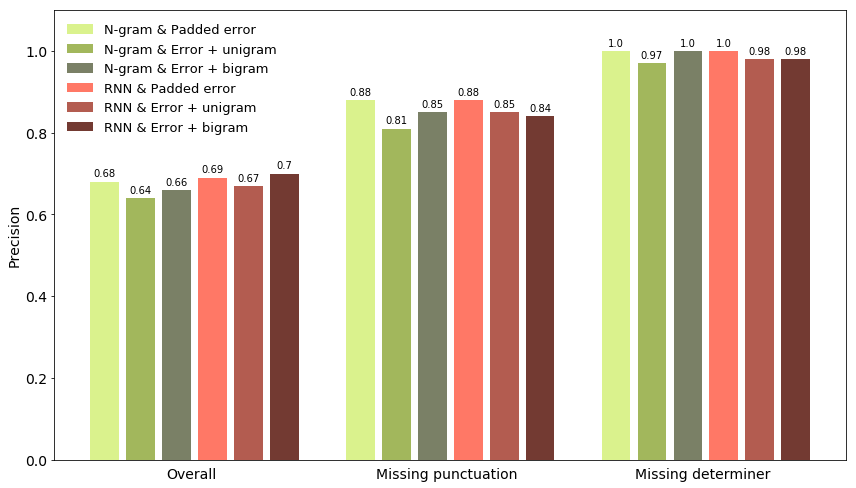 N-gram & Padded error
N-gram & Error + unigram
N-gram & Error + bigram
RNN & Padded error
RNN & Error + unigram
RNN & Error + bigram
Precision
1.0
0.8
0.6
0.4
0.2
0.0
0.68
0.64
0.66
0.69
0.67
0.7
0.88
0.81
0.85
0.88
0.85
0.84
1.0
0.97
1.0
1.0
0.98
0.98
Overall
Missing punctuation
Missing determiner